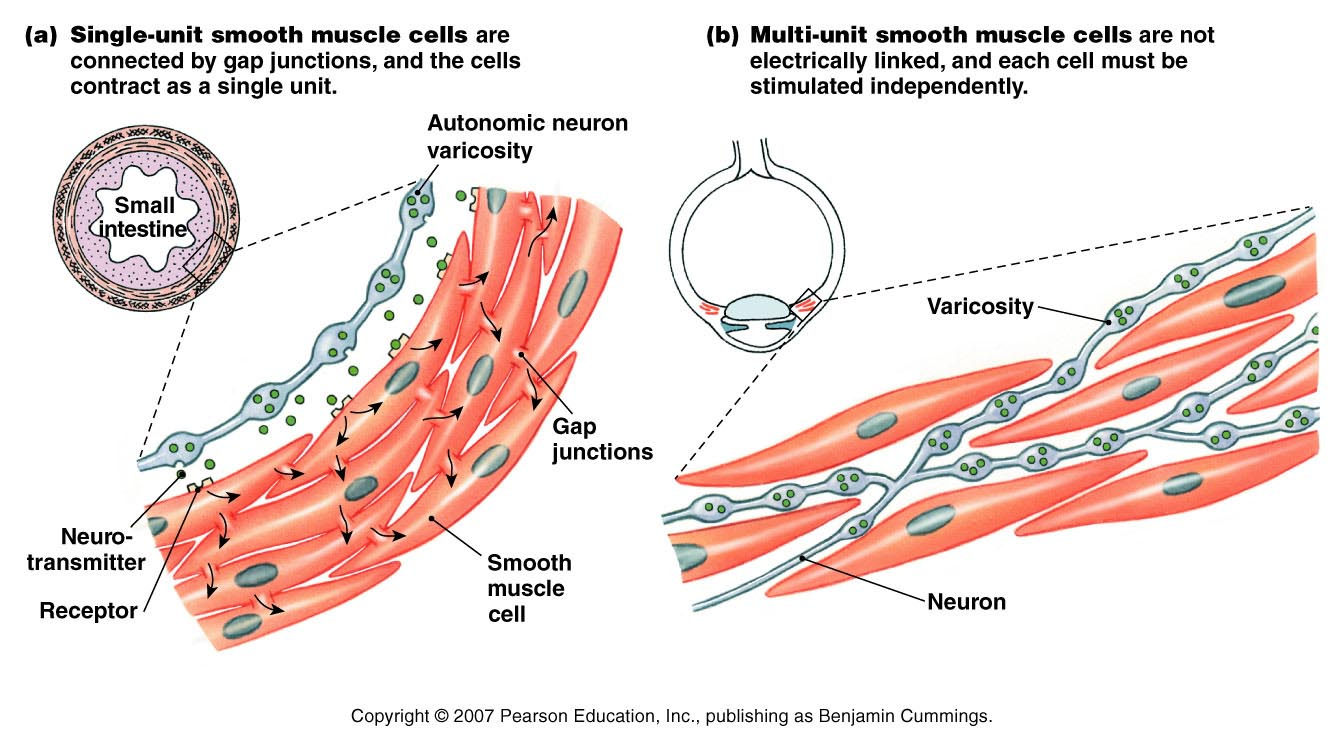 (a) Single-unit smooth muscle cells are
connected by gap junctions, and the cells
contract as a single unit.
Autonomic neuron
varicosity
Small
intestine
Gap
junctions
Neuro-
transmitter
Smooth
muscle
cell
Receptor
(b) Multi-unit smooth muscle cells are not
electrically linked, and each cell must be
stimulated independently.
Varicosity
Neuron
Copyright © 2007 Pearson Education, Inc., publishing as Benjamin Cummings.